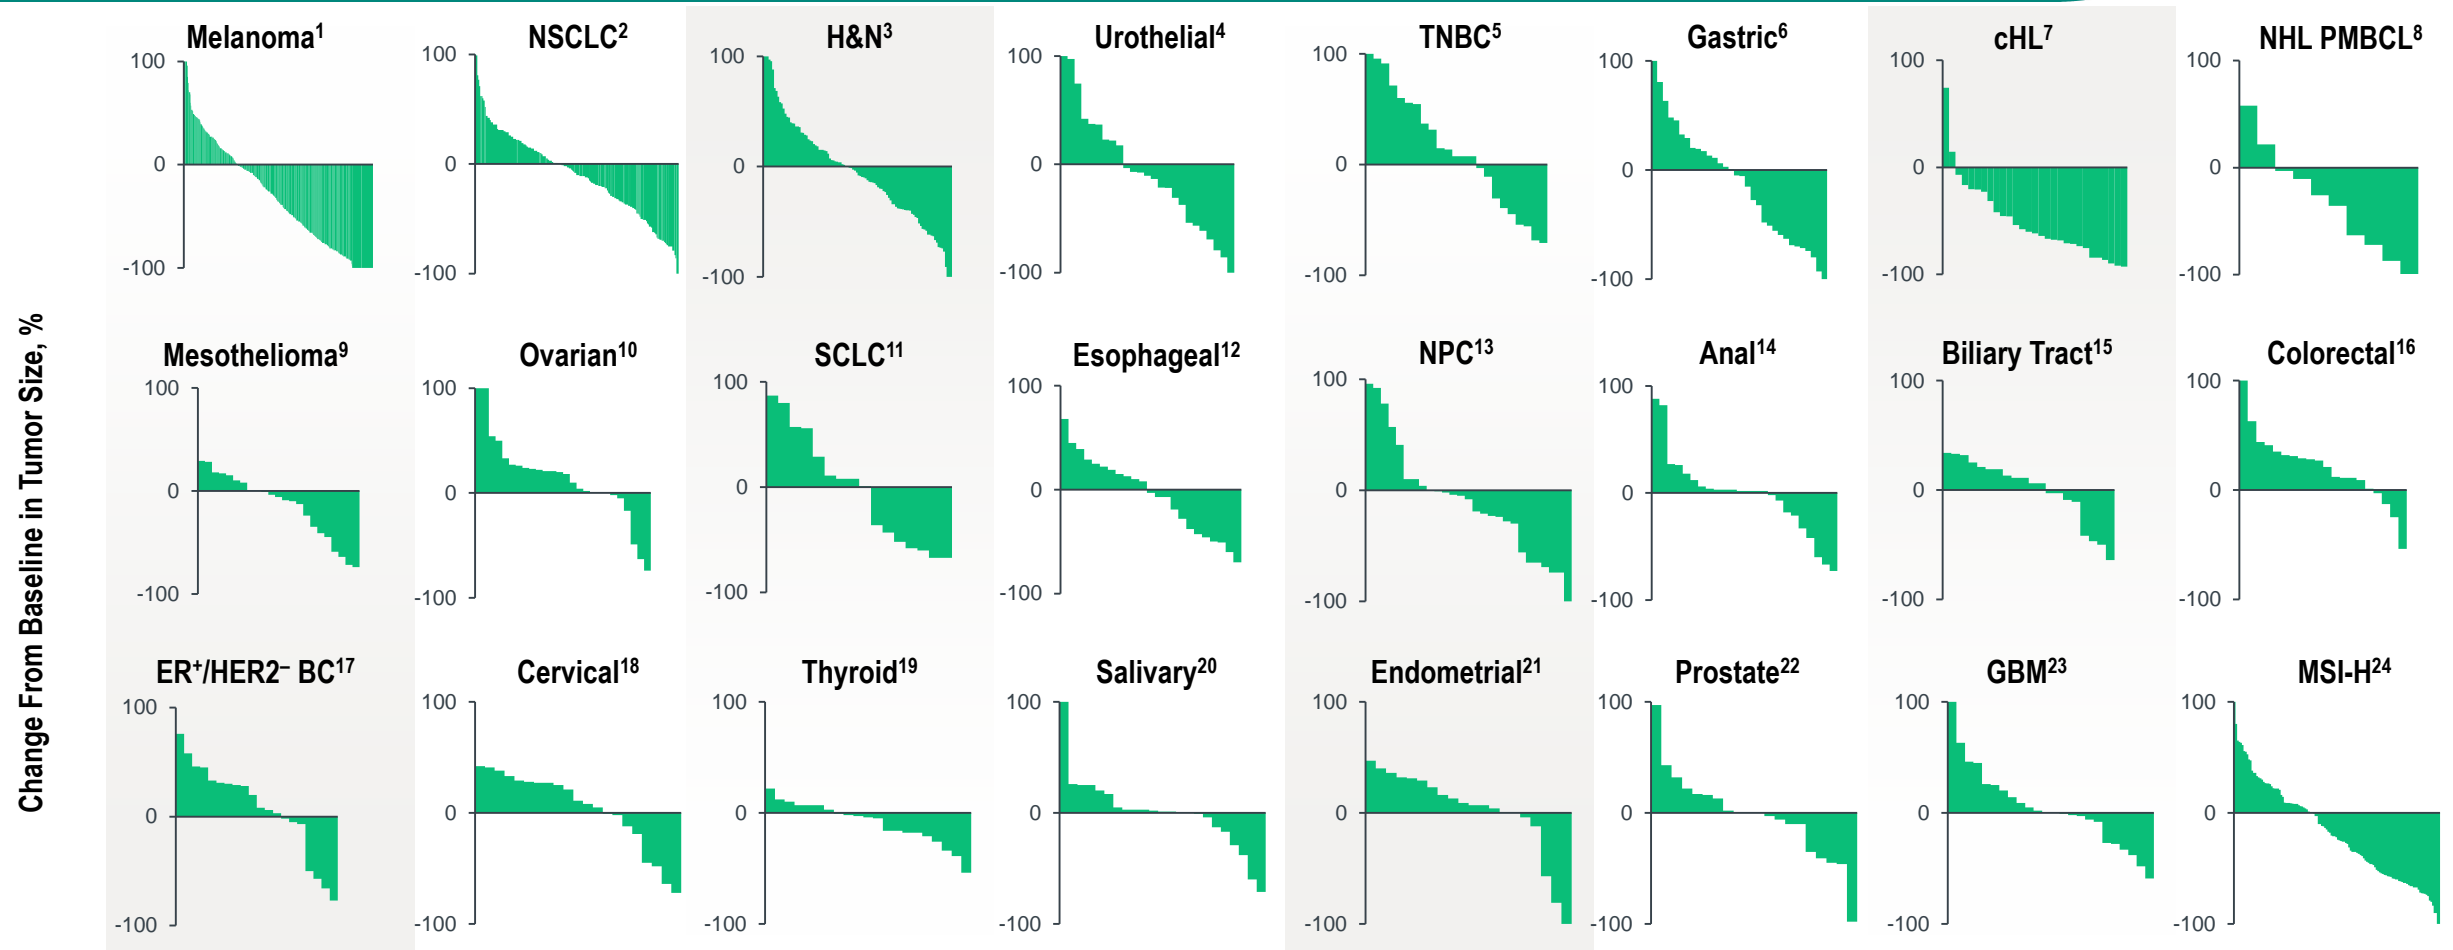 Change From Baseline in Tumor Size, %
Melanoma1
100
0
-100
NSCLC2
100
0
-100
H&N3
100
0
-100
Urothelial4
100
0
-100
TNBC5
100
0
-100
Gastric6
100
0
-100
cHL7
100
0
-100
NHL PMBCL8
100
0
-100
Mesothelioma9
100
0
-100
Ovarian10
100
0
-100
SCLC11
100
0
-100
Esophageal12
100
0
-100
NPC13
100
0
-100
Anal14
100
0
-100
Biliary Tract15
100
0
-100
Colorectal16
100
0
-100
ER+/HER2– BC17
100
0
-100
Cervical18
100
0
-100
Thyroid19
100
0
-100
Salivary20
100
0
-100
Endometrial21
100
0
-100
Prostate22
100
0
-100
GBM23
100
0
-100
MSI-H24
100
0
-100